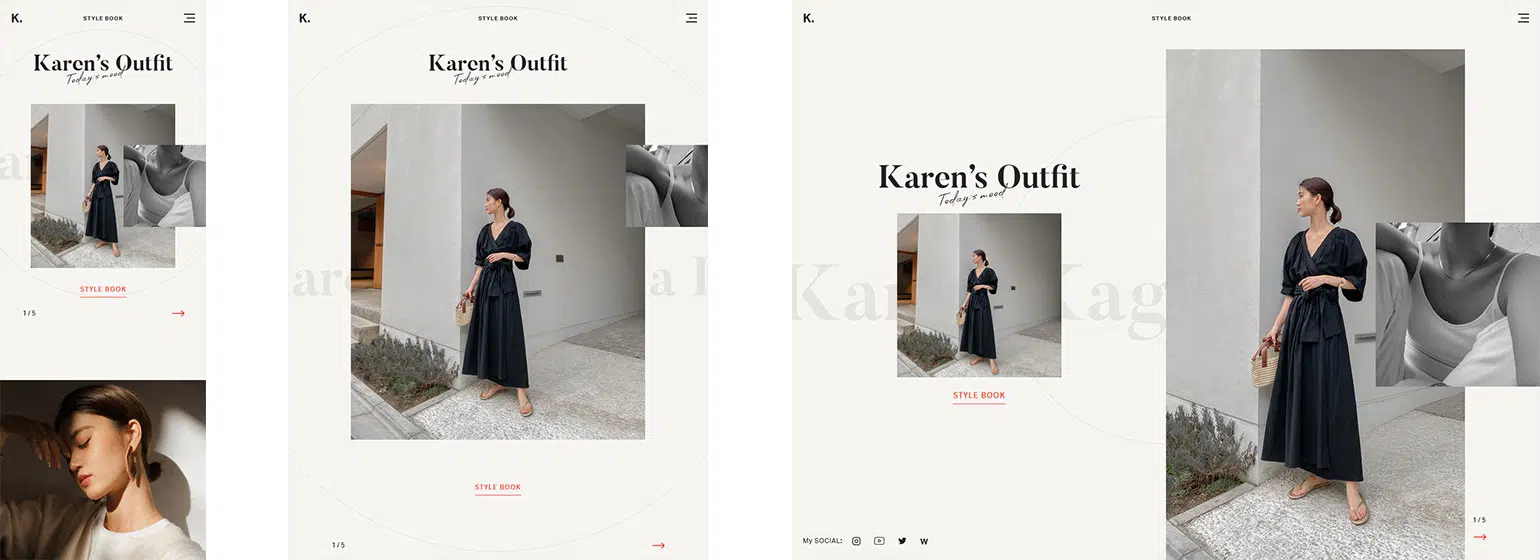 K.
STYLE BOOK
Karen's Outfit
Today's mood
STYLE BOOK
1 / 5
K.
STYLE BOOK
Karen's Outfit
Today's mood
STYLE BOOK
1 / 5
K.
STYLE BOOK
Karen's Outfit
Today's mood
Kag
STYLE BOOK
My SOCIAL:
W
1 / 5